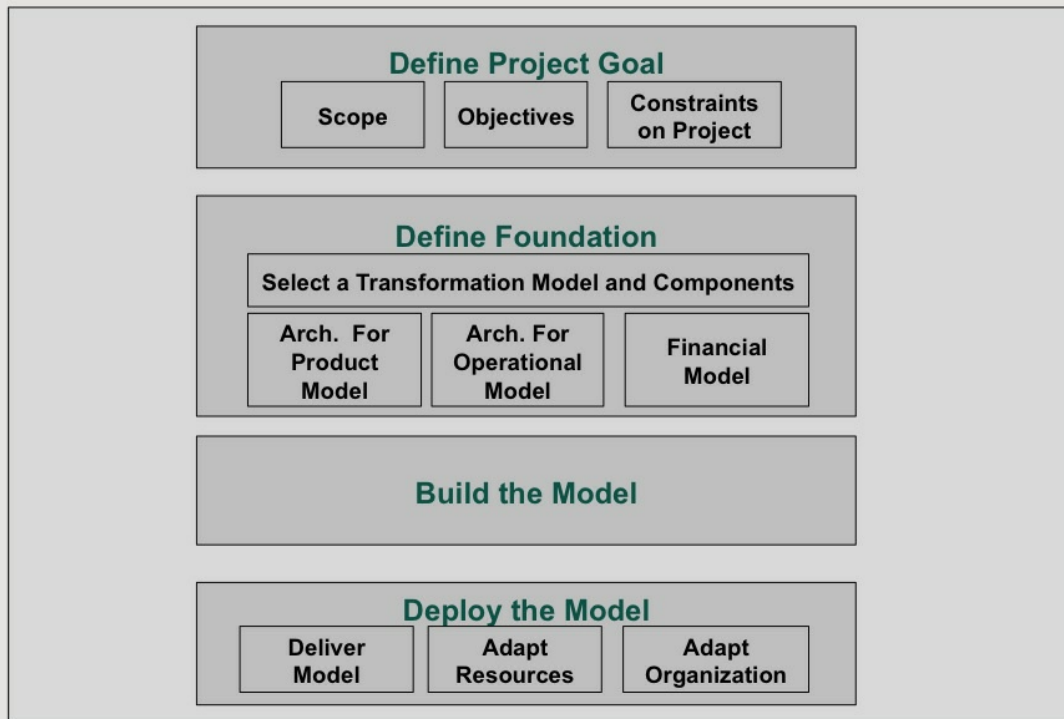 Define Project Goal
Scope
Objectives
Constraints
on Project
Define Foundation
Select a Transformation Model and Components
Arch. For
Product
Model
Arch. For
Operational
Model
Financial
Model
Build the Model
Deploy the Model
Deliver
Model
Adapt
Resources
Adapt
Organization